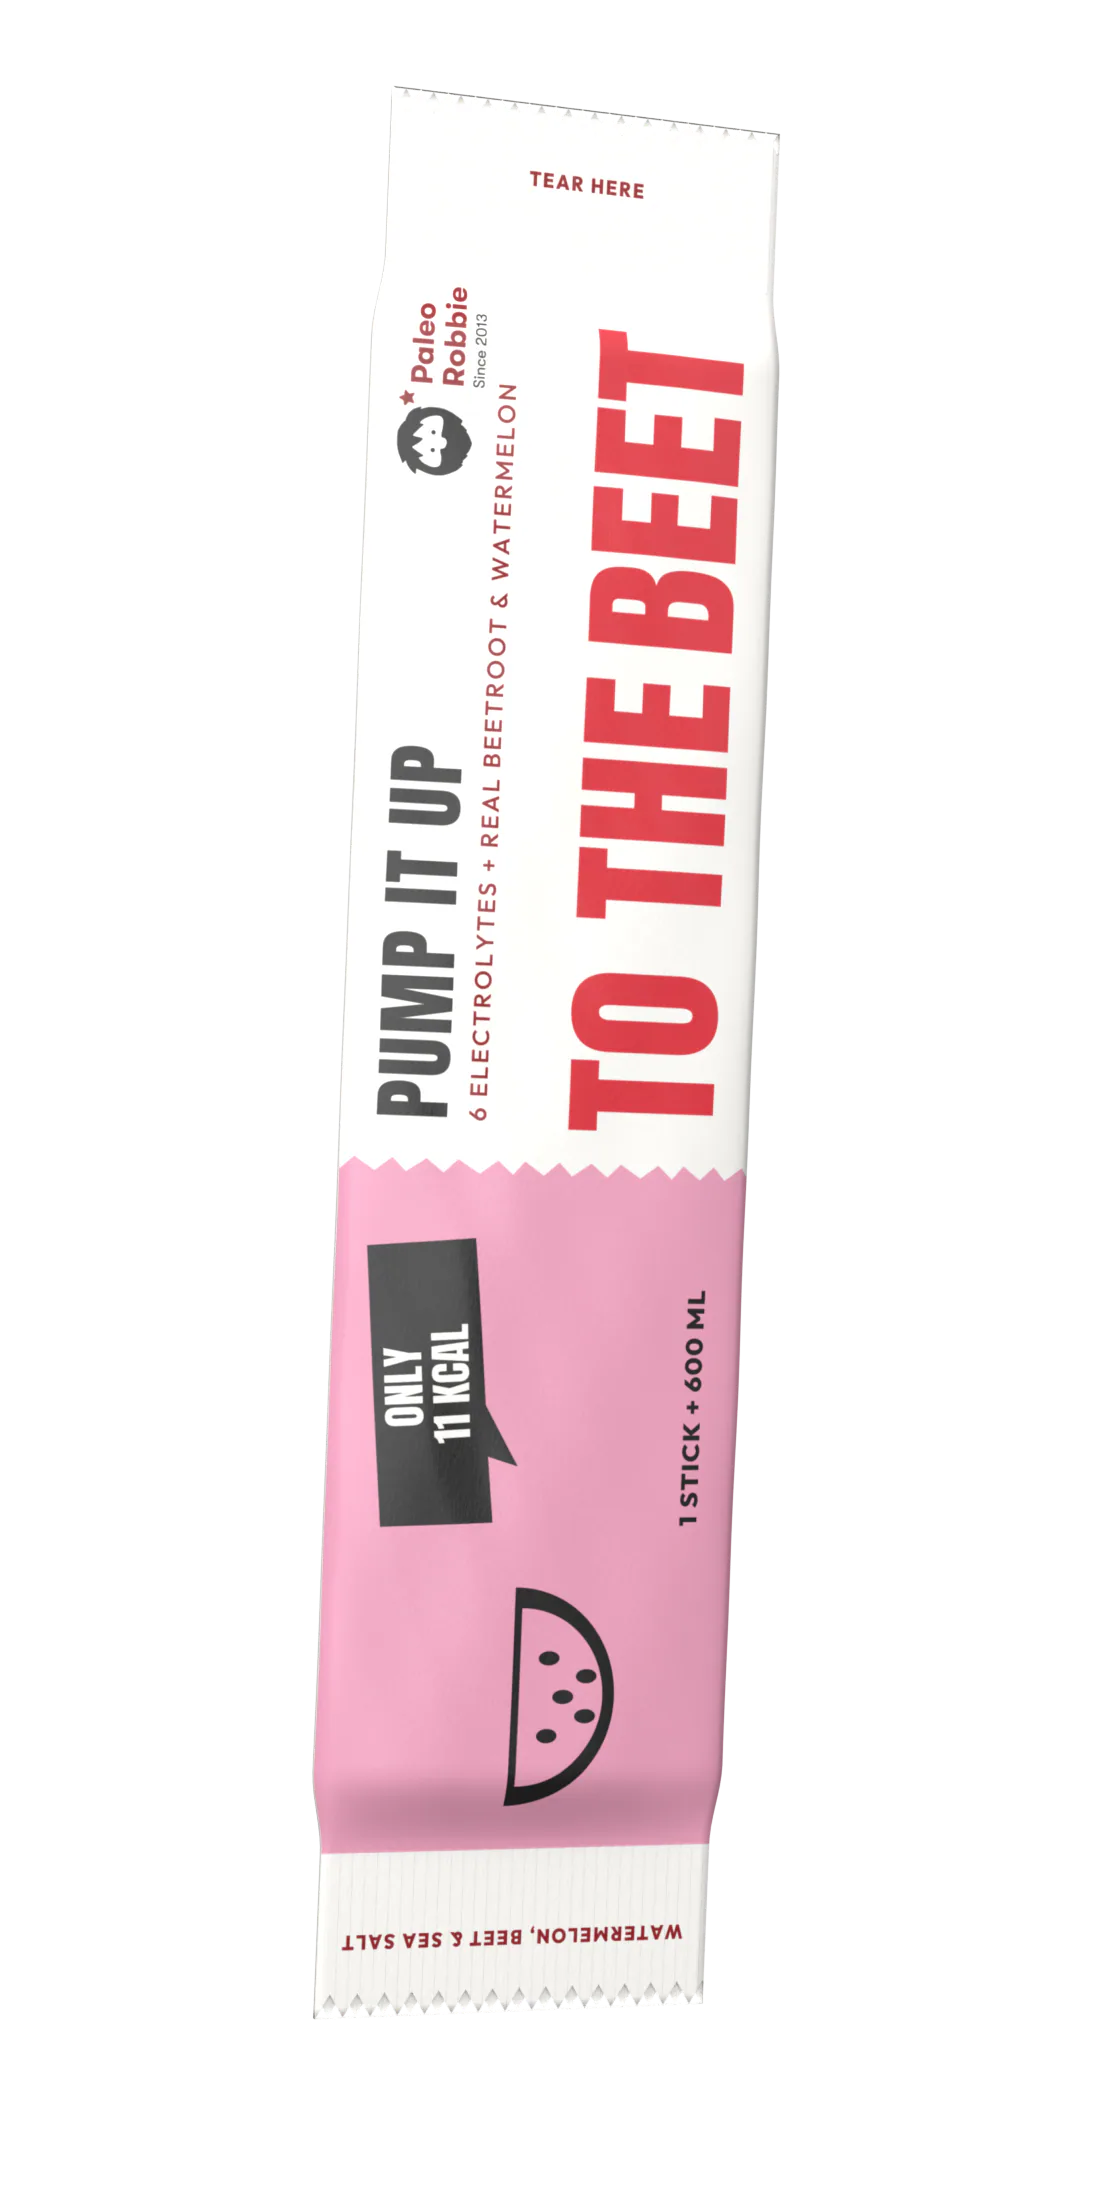 TEAR HERE
Paleo
Robbie
Since 2013
PUMP IT UP
6 ELECTROLYTES + REAL BEETROOT & WATERMELON
TO THE BEET
ONLY
11 KCAL
1 STICK + 600 ML
WATERMELON, BEET & SEA SALT